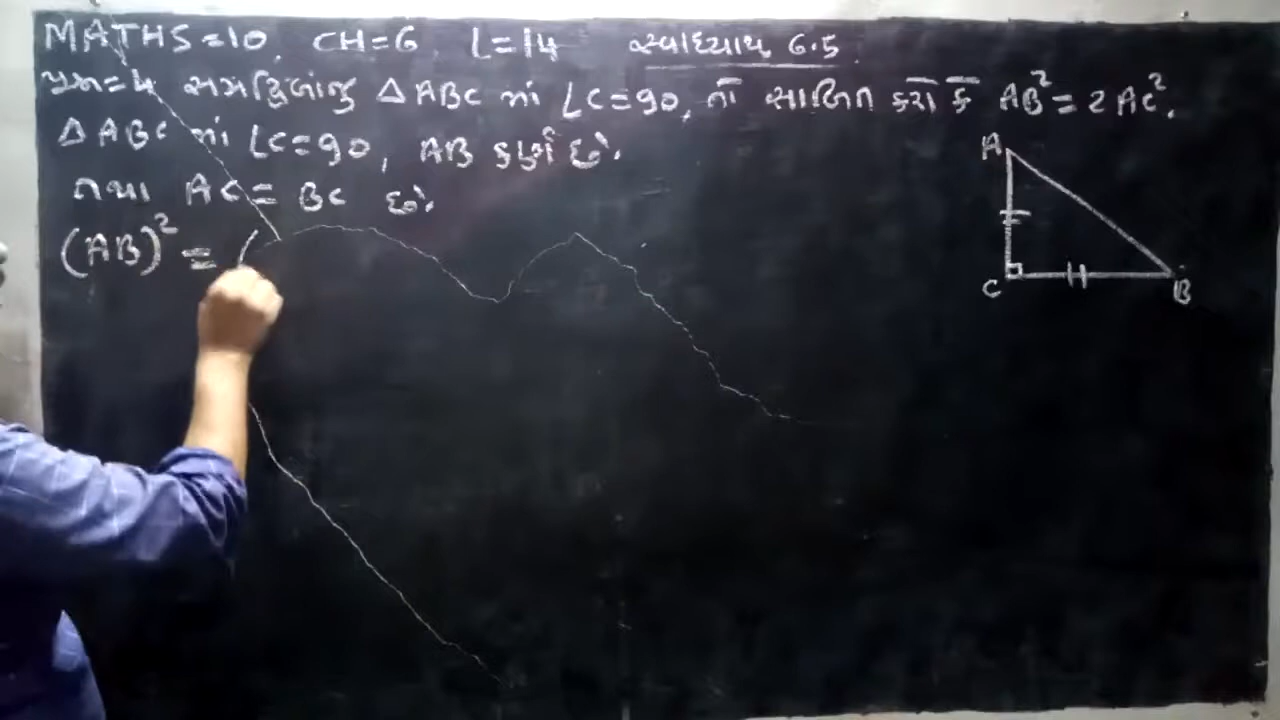 MATHS=10, CH=6 L=14 સ્વાધ્યાય 6.5
પ્રશ્ન=4 સમદ્વિબાજુ △ABC માં ∠C=90, તો સાબિત કરો કે AB²=2AC².
△ABC માં ∠C=90, AB કર્ણ છે.
તથા AC = BC છે.
(AB)² = (
A
C
B